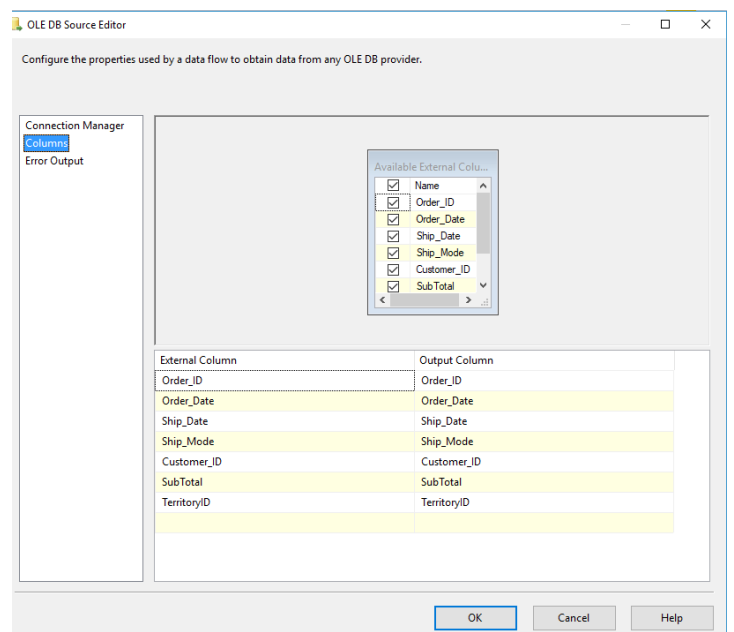 OLE DB Source Editor
Configure the properties used by a data flow to obtain data from any OLE DB provider.
Connection Manager
Columns
Error Output
Available External Colu...
Name
Order_ID
Order_Date
Ship_Date
Ship_Mode
Customer_ID
SubTotal
External Column Output Column
Order_ID Order_ID
Order_Date Order_Date
Ship_Date Ship_Date
Ship_Mode Ship_Mode
Customer_ID Customer_ID
SubTotal SubTotal
TerritoryID TerritoryID
OK Cancel Help